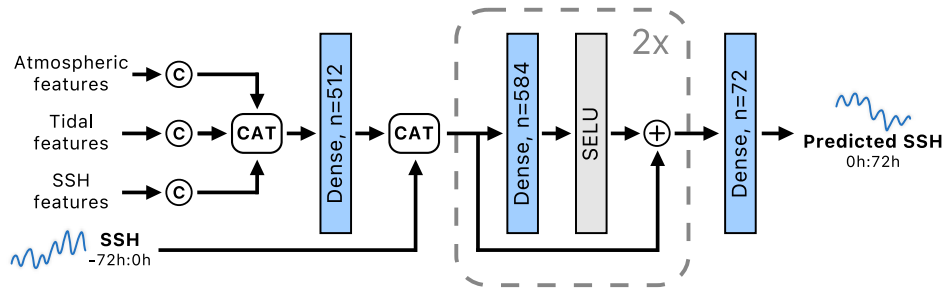 Atmospheric
features
C
Tidal
features
C
SSH
features
C
CAT
Dense, n=512
CAT
SSH
-72h:0h
2x
Dense, n=584
SELU
+
Dense, n=72
Predicted SSH
0h:72h